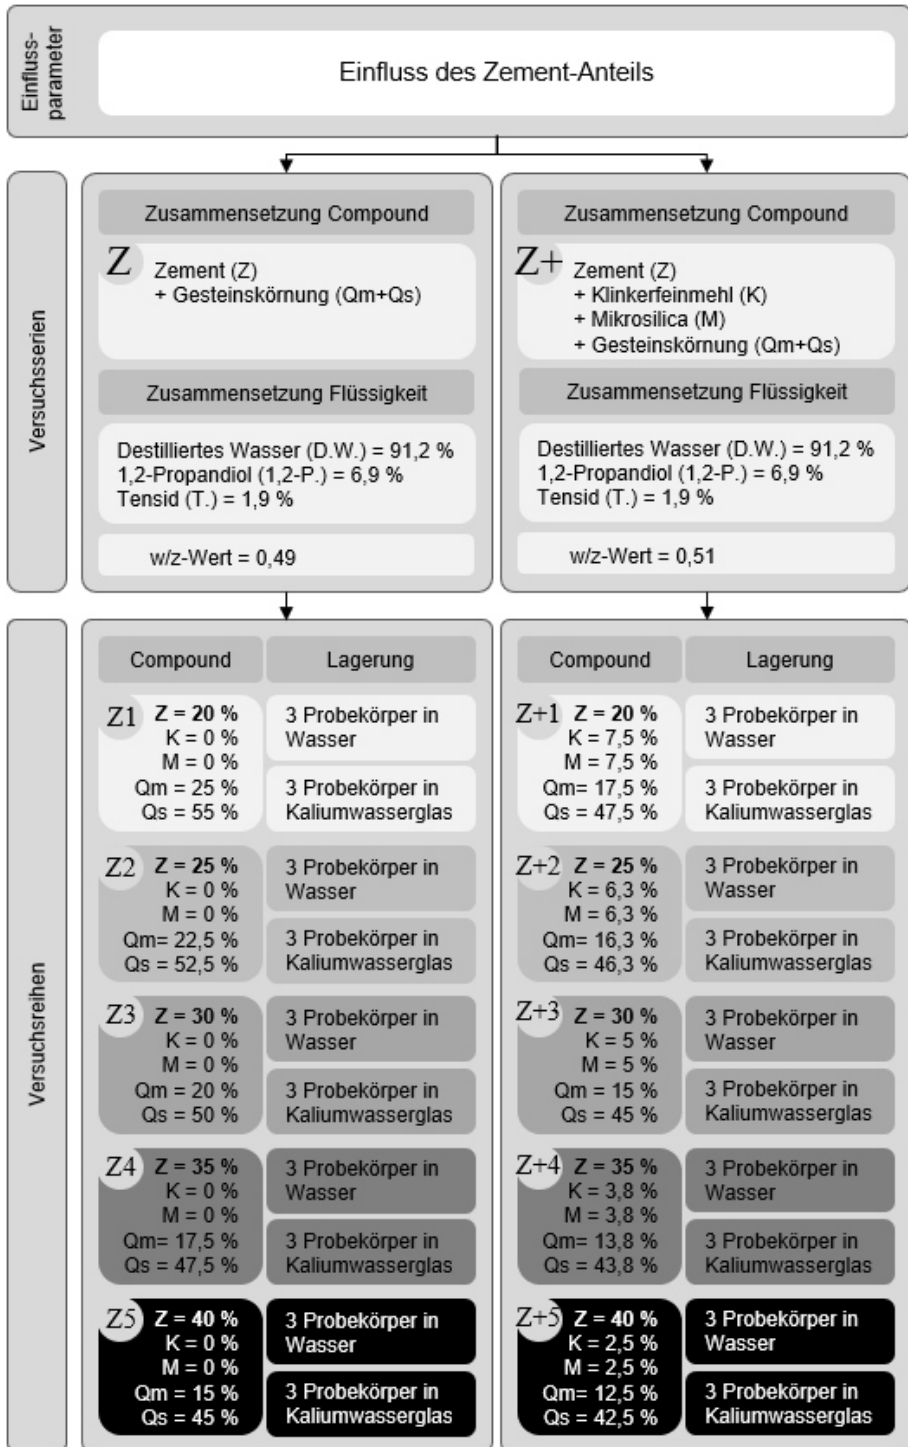 Einfluss-
parameter
Einfluss des Zement-Anteils
Versuchsserien
Zusammensetzung Compound
Z
Zement (Z)
+ Gesteinskörnung (Qm+Qs)
Zusammensetzung Flüssigkeit
Destilliertes Wasser (D.W.) = 91,2 %
1,2-Propandiol (1,2-P.) = 6,9 %
Tensid (T.) = 1,9 %
w/z-Wert = 0,49
Zusammensetzung Compound
Z+
Zement (Z)
+ Klinkerfeinmehl (K)
+ Mikrosilica (M)
+ Gesteinskörnung (Qm+Qs)
Zusammensetzung Flüssigkeit
Destilliertes Wasser (D.W.) = 91,2 %
1,2-Propandiol (1,2-P.) = 6,9 %
Tensid (T.) = 1,9 %
w/z-Wert = 0,51
Versuchsreihen
Compound
Lagerung
Z1
Z = 20 %
K = 0 %
M = 0 %
Qm = 25 %
Qs = 55 %
3 Probekörper in
Wasser
3 Probekörper in
Kaliumwasserglas
Z2
Z = 25 %
K = 0 %
M = 0 %
Qm= 22,5 %
Qs = 52,5 %
3 Probekörper in
Wasser
3 Probekörper in
Kaliumwasserglas
Z3
Z = 30 %
K = 0 %
M = 0 %
Qm = 20 %
Qs = 50 %
3 Probekörper in
Wasser
3 Probekörper in
Kaliumwasserglas
Z4
Z = 35 %
K = 0 %
M = 0 %
Qm= 17,5 %
Qs = 47,5 %
3 Probekörper in
Wasser
3 Probekörper in
Kaliumwasserglas
Z5
Z = 40 %
K = 0 %
M = 0 %
Qm = 15 %
Qs = 45 %
3 Probekörper in
Wasser
3 Probekörper in
Kaliumwasserglas
Compound
Lagerung
Z+1
Z = 20 %
K = 7,5 %
M = 7,5 %
Qm= 17,5 %
Qs = 47,5 %
3 Probekörper in
Wasser
3 Probekörper in
Kaliumwasserglas
Z+2
Z = 25 %
K = 6,3 %
M = 6,3 %
Qm = 16,3 %
Qs = 46,3 %
3 Probekörper in
Wasser
3 Probekörper in
Kaliumwasserglas
Z+3
Z = 30 %
K = 5 %
M = 5 %
Qm = 15 %
Qs = 45 %
3 Probekörper in
Wasser
3 Probekörper in
Kaliumwasserglas
Z+4
Z = 35 %
K = 3,8 %
M = 3,8 %
Qm= 13,8 %
Qs = 43,8 %
3 Probekörper in
Wasser
3 Probekörper in
Kaliumwasserglas
Z+5
Z = 40 %
K = 2,5 %
M = 2,5 %
Qm = 12,5 %
Qs = 42,5 %
3 Probekörper in
Wasser
3 Probekörper in
Kaliumwasserglas